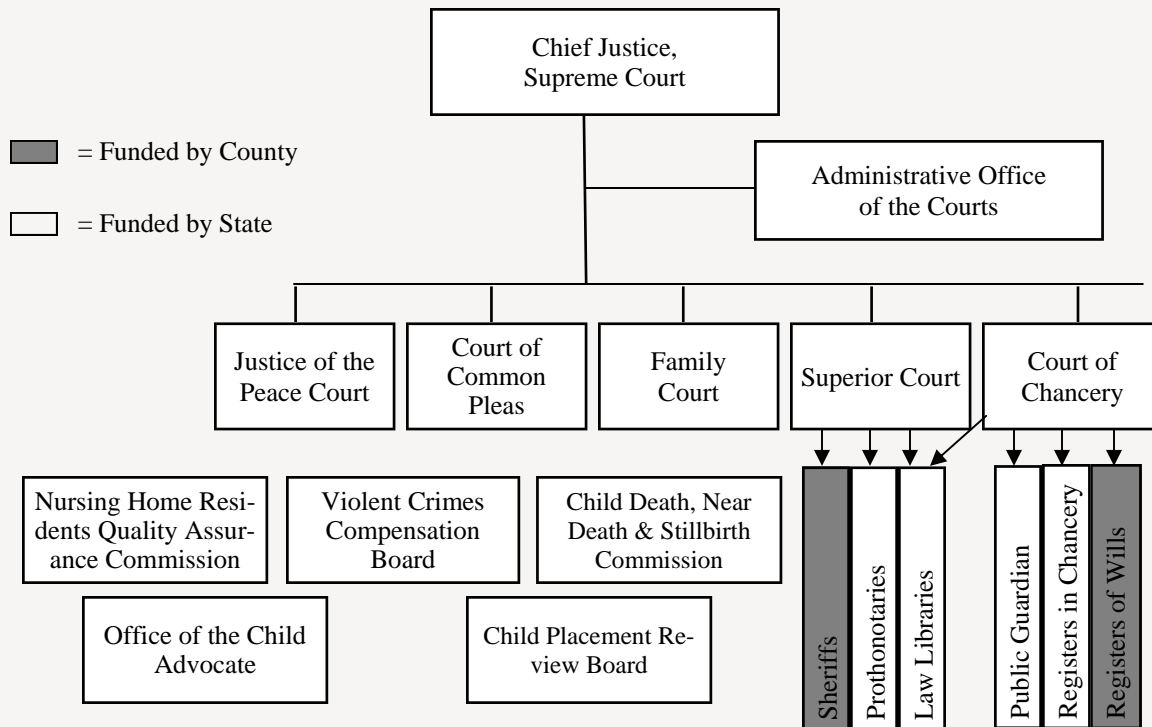 Chief Justice,
Supreme Court
= Funded by County
Administrative Office
of the Courts
= Funded by State
Justice of the
Peace Court
Court of
Common
Pleas
Family
Court
Superior Court
Court of
Chancery
Nursing Home Resi-
dents Quality Assur-
ance Commission
Violent Crimes
Compensation
Board
Child Death, Near
Death & Stillbirth
Commission
Office of the Child
Advocate
Child Placement Re-
view Board
Sheriffs
Prothonotaries
Law Libraries
Public Guardian
Registers in Chancery
Registers of Wills